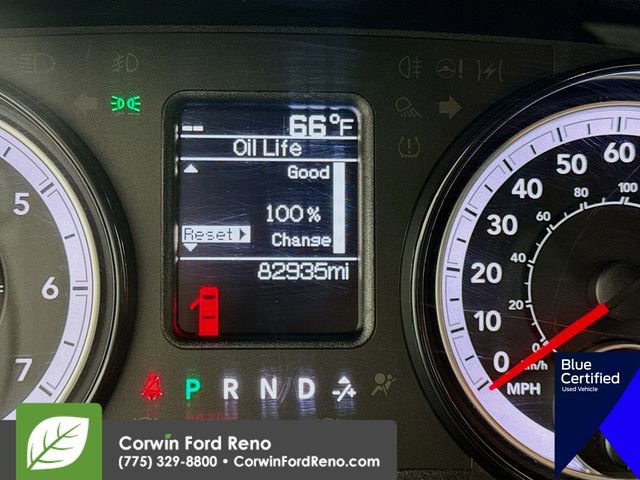 -- 66°F
Oil Life
Good
100%
Reset
Change
82935mi
P R N D
5
6
7
60
50
40
30
20
10
0
MPH
100
80
60
40
20
0
km/h
Blue
Certified
Used Vehicle
Corwin Ford Reno
(775) 329-8800 • CorwinFordReno.com